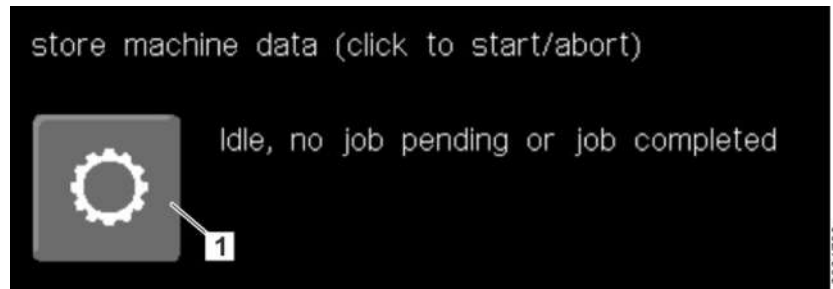 store machine data (click to start/abort)
Idle, no job pending or job completed
1